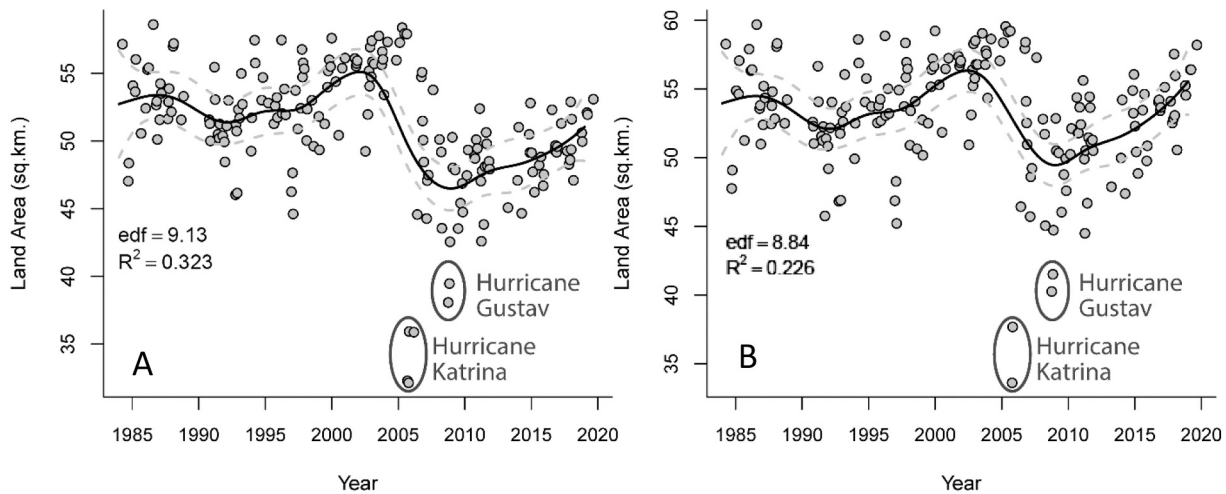 Land Area (sq.km.)
55
50
45
40
35
edf = 9.13
R² = 0.323
Hurricane
Gustav
Hurricane
Katrina
A
1985 1990 1995 2000 2005 2010 2015 2020
Year
Land Area (sq.km.)
60
55
50
45
40
35
edf = 8.84
R² = 0.226
Hurricane
Gustav
Hurricane
Katrina
B
1985 1990 1995 2000 2005 2010 2015 2020
Year